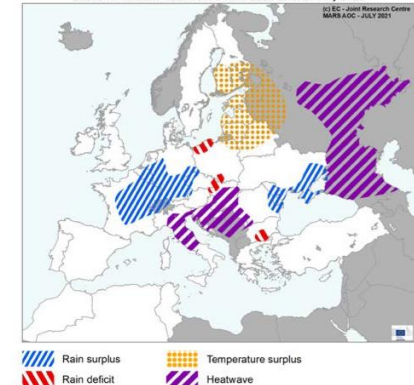 (c) EC - Joint Research Centre
MARS AOC - JULY 2021
Rain surplus
Temperature surplus
Rain deficit
Heatwave